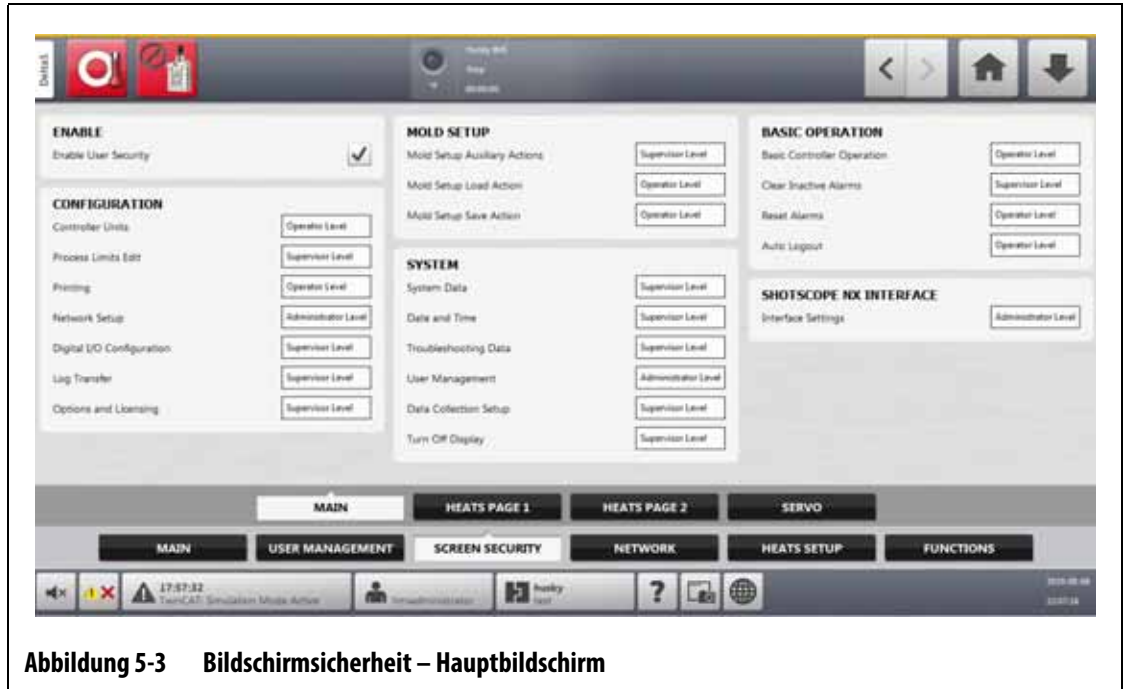 Delta5
ENABLE
Enable User Security
CONFIGURATION
Controller Units Operator Level
Process Limits Edit Supervisor Level
Printing Operator Level
Network Setup Administrator Level
Digital I/O Configuration Supervisor Level
Log Transfer Supervisor Level
Options and Licensing Supervisor Level
MOLD SETUP
Mold Setup Auxiliary Actions Supervisor Level
Mold Setup Load Action Operator Level
Mold Setup Save Action Operator Level
SYSTEM
System Data Supervisor Level
Date and Time Supervisor Level
Troubleshooting Data Supervisor Level
User Management Administrator Level
Data Collection Setup Supervisor Level
Turn Off Display Supervisor Level
BASIC OPERATION
Basic Controller Operation Operator Level
Clear Inactive Alarms Supervisor Level
Reset Alarms Operator Level
Auto Logout Operator Level
SHOTSCOPE NX INTERFACE
Interface Settings Administrator Level
MAIN HEATS PAGE 1 HEATS PAGE 2 SERVO
MAIN USER MANAGEMENT SCREEN SECURITY NETWORK HEATS SETUP FUNCTIONS
17:57:32
TwinCAT: Simulation Mode Active
husky
test
?
Abbildung 5-3 Bildschirmsicherheit – Hauptbildschirm